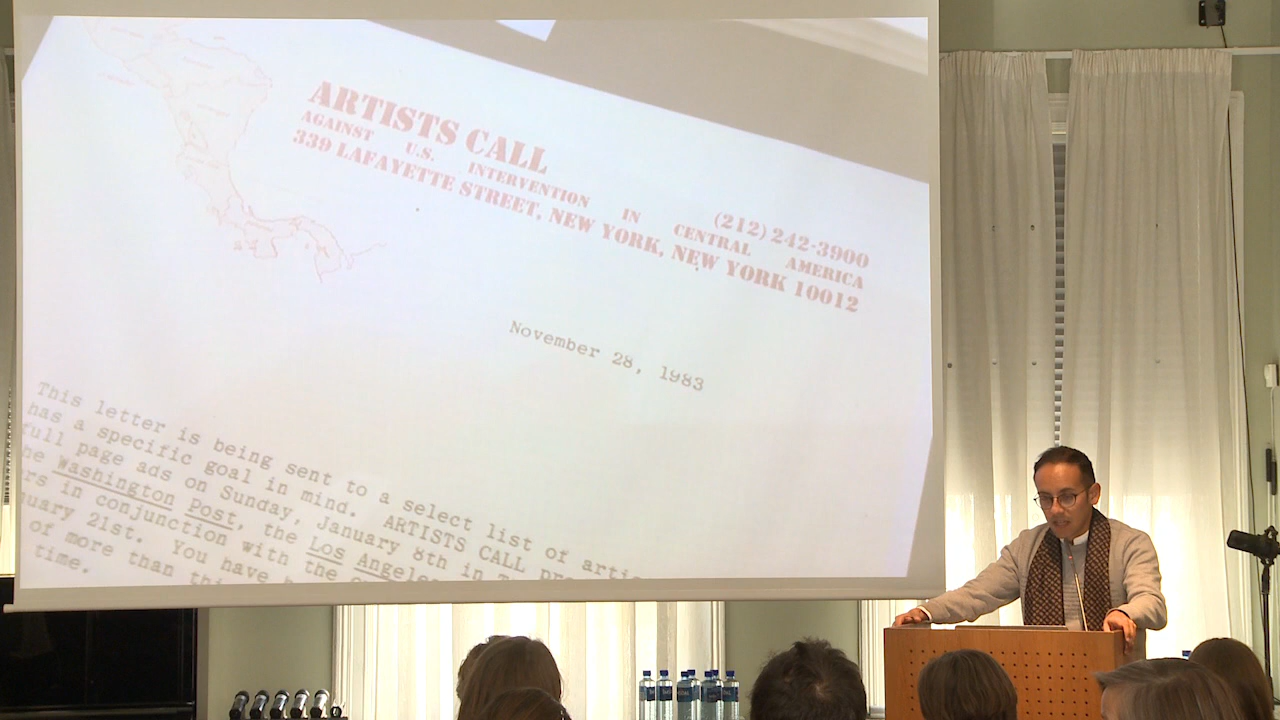 ARTISTS CALL
AGAINST U.S. INTERVENTION IN CENTRAL AMERICA
(212) 242-3900
339 LAFAYETTE STREET, NEW YORK, NEW YORK 10012
November 28, 1983
This letter is being sent to a select list of
has a specific goal in mind. ARTISTS CALL
full page ads on Sunday, January 8th in
Washington Post, the Los Angeles
in conjunction with the
21st. You have
of more than
time.